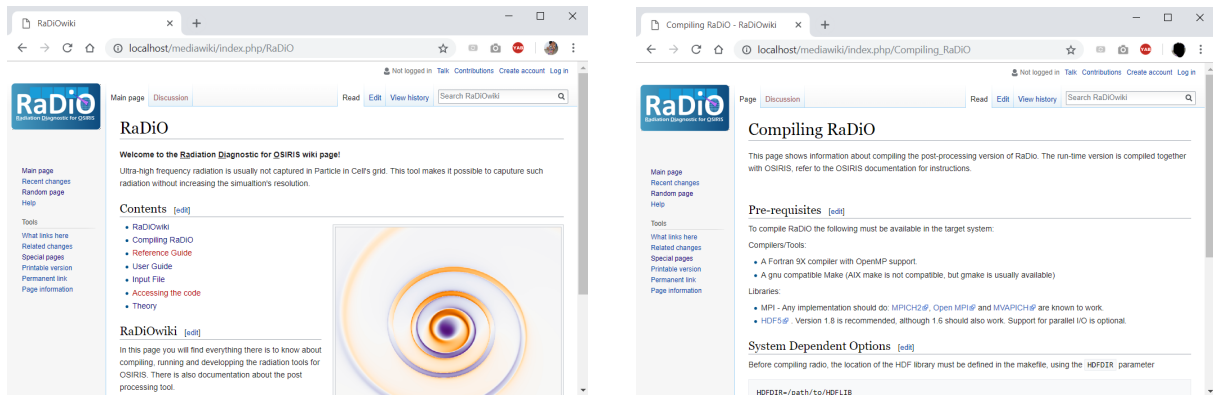 RaDiOwiki
localhost/mediawiki/index.php/RaDiO
YAB
Not logged in Talk Contributions Create account Log in
RaDiO
Radiation Diagnostic for OSIRIS
Main page Discussion
Read Edit View history Search RaDiOwiki
RaDiO
Welcome to the Radiation Diagnostic for OSIRIS wiki page!
Ultra-high frequency radiation is usually not captured in Particle in Cell's grid. This tool makes it possible to caputure such
radiation without increasing the simualtion's resolution.
Main page
Recent changes
Random page
Help
Tools
What links here
Related changes
Special pages
Printable version
Permanent link
Page information
Contents [edit]
RaDiOwiki
Compiling RaDiO
Reference Guide
User Guide
Input File
Accessing the code
Theory
RaDiOwiki [edit]
In this page you will find everything there is to know about
compiling, running and developping the radiation tools for
OSIRIS. There is also documentation about the post
processing tool.
Compiling RaDiO - RaDiOwiki
localhost/mediawiki/index.php/Compiling_RaDiO
YAB
Not logged in Talk Contributions Create account Log in
RaDiO
Radiation Diagnostic for OSIRIS
Page Discussion
Read Edit View history Search RaDiOwiki
Compiling RaDiO
This page shows information about compiling the post-processing version of RaDio. The run-time version is compiled together
with OSIRIS, refer to the OSIRIS documentation for instructions.
Main page
Recent changes
Random page
Help
Tools
What links here
Related changes
Special pages
Printable version
Permanent link
Page information
Pre-requisites [edit]
To compile RaDiO the following must be available in the target system:
Compilers/Tools:
A Fortran 9X compiler with OpenMP support.
A gnu compatible Make (AIX make is not compatible, but gmake is usually available)
Libraries:
MPI - Any implementation should do: MPICH2, Open MPI and MVAPICH are known to work.
HDF5 . Version 1.8 is recommended, although 1.6 should also work. Support for parallel I/O is optional.
System Dependent Options [edit]
Before compiling radio, the location of the HDF library must be defined in the makefile, using the HDFDIR parameter
HDFDIR=/path/to/HDFLIB